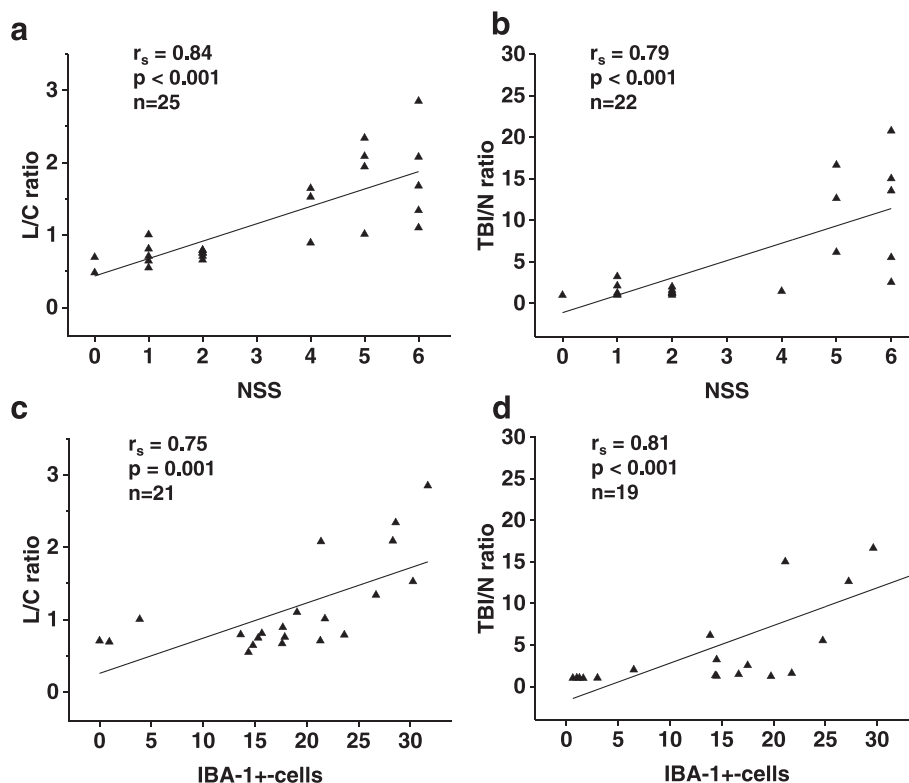 a
r_s = 0.84
p < 0.001
n=25
3
2
1
0
L/C ratio
0 1 2 3 4 5 6
NSS
b
r_s = 0.79
p < 0.001
n=22
30
25
20
15
10
5
0
TBI/N ratio
0 1 2 3 4 5 6
NSS
c
r_s = 0.75
p = 0.001
n=21
3
2
1
0
L/C ratio
0 5 10 15 20 25 30
IBA-1+-cells
d
r_s = 0.81
p < 0.001
n=19
30
25
20
15
10
5
0
TBI/N ratio
0 5 10 15 20 25 30
IBA-1+-cells